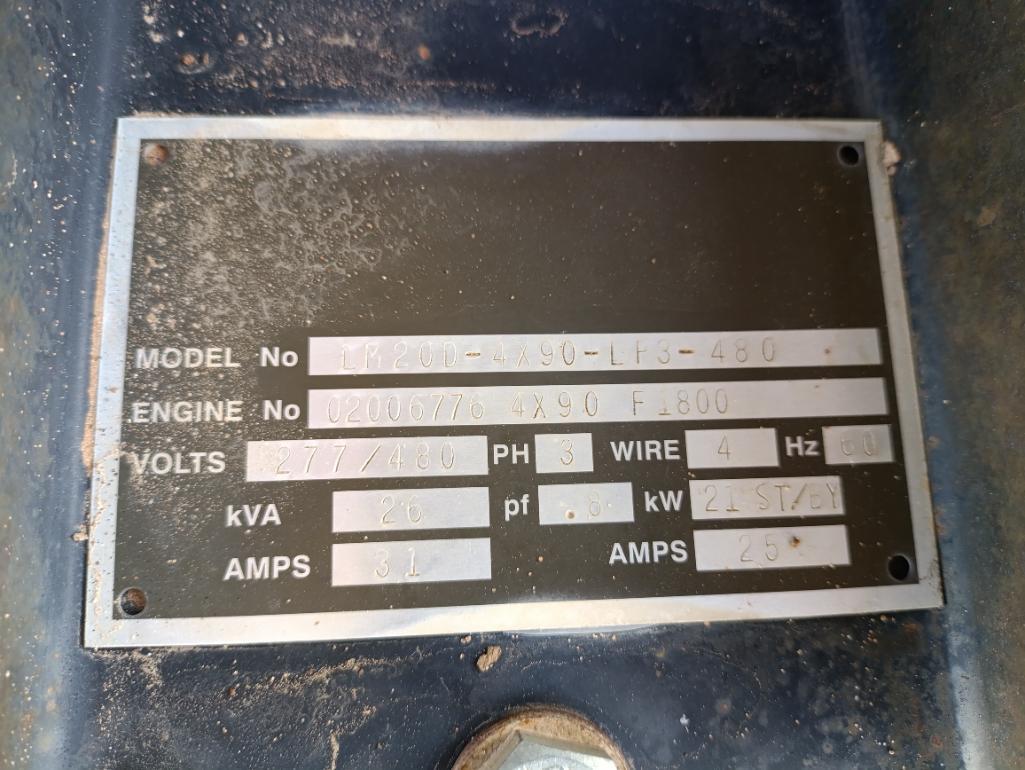 MODEL No LM20D-4X90-LP3-480
ENGINE No 02006776 4X90 F1800
VOLTS 277/480 PH 3 WIRE 4 Hz 60
kVA 26 pf .8 kW 21 ST/BY
AMPS 31 AMPS 25